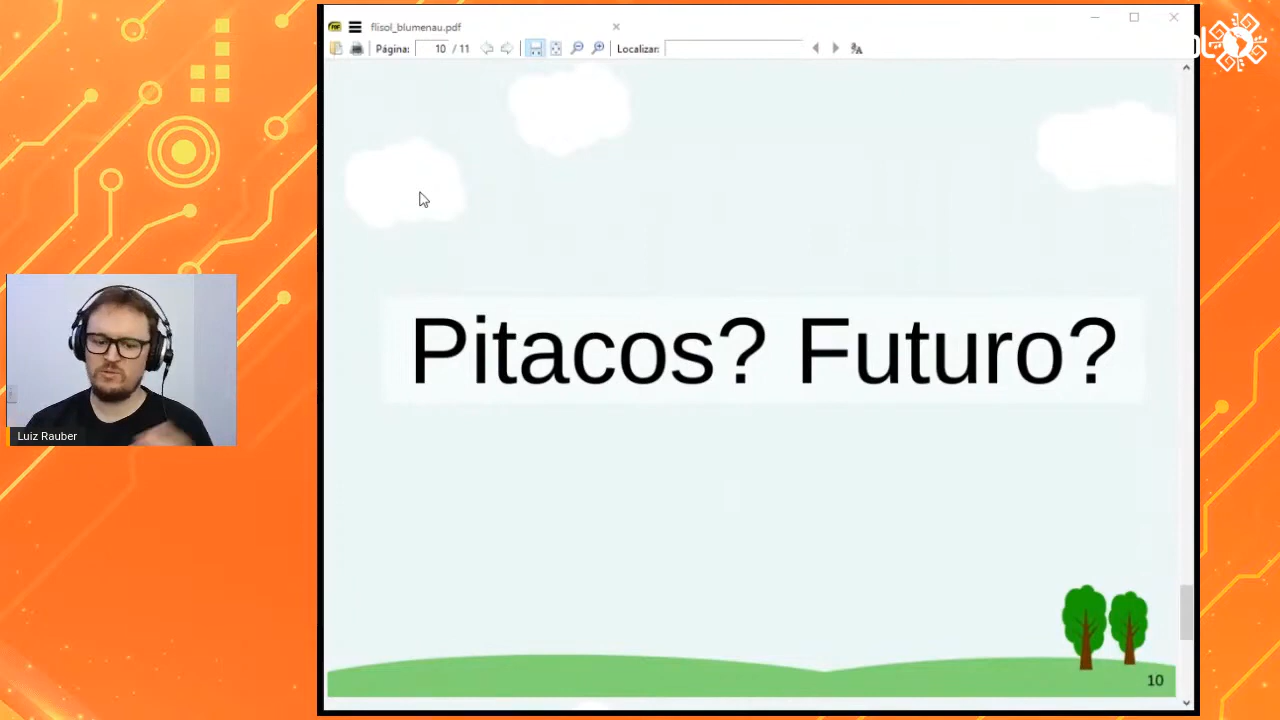 flisol_blumenau.pdf
Página: 10 / 11 Localizar:
Pitacos? Futuro?
Luiz Rauber
10